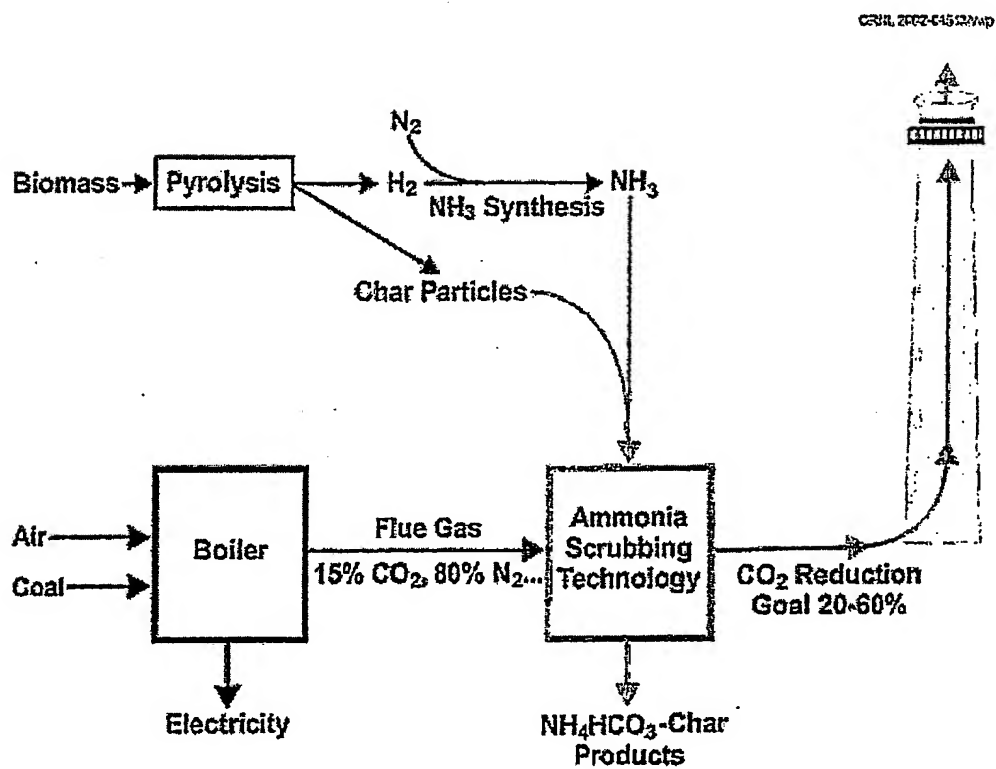 N₂
Biomass
Pyrolysis
H₂
NH₃
NH₃ Synthesis
Char Particles
Air
Coal
Boiler
Flue Gas
15% CO₂, 80% N₂...
Ammonia
Scrubbing
Technology
CO₂ Reduction
Goal 20-60%
Electricity
NH₄HCO₃-Char
Products